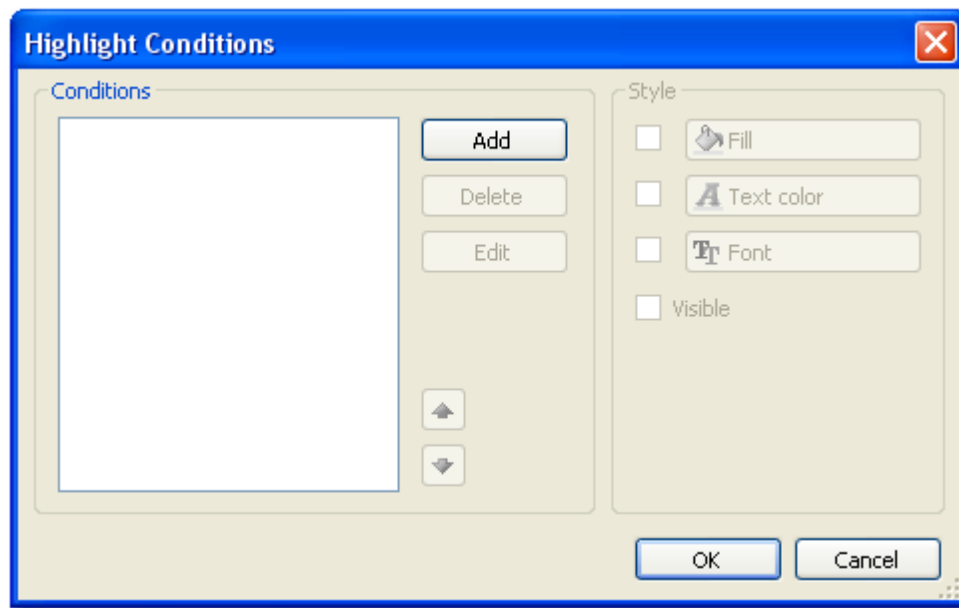 Highlight Conditions
Conditions
Add
Delete
Edit
Style
Fill
Text color
Font
Visible
OK
Cancel